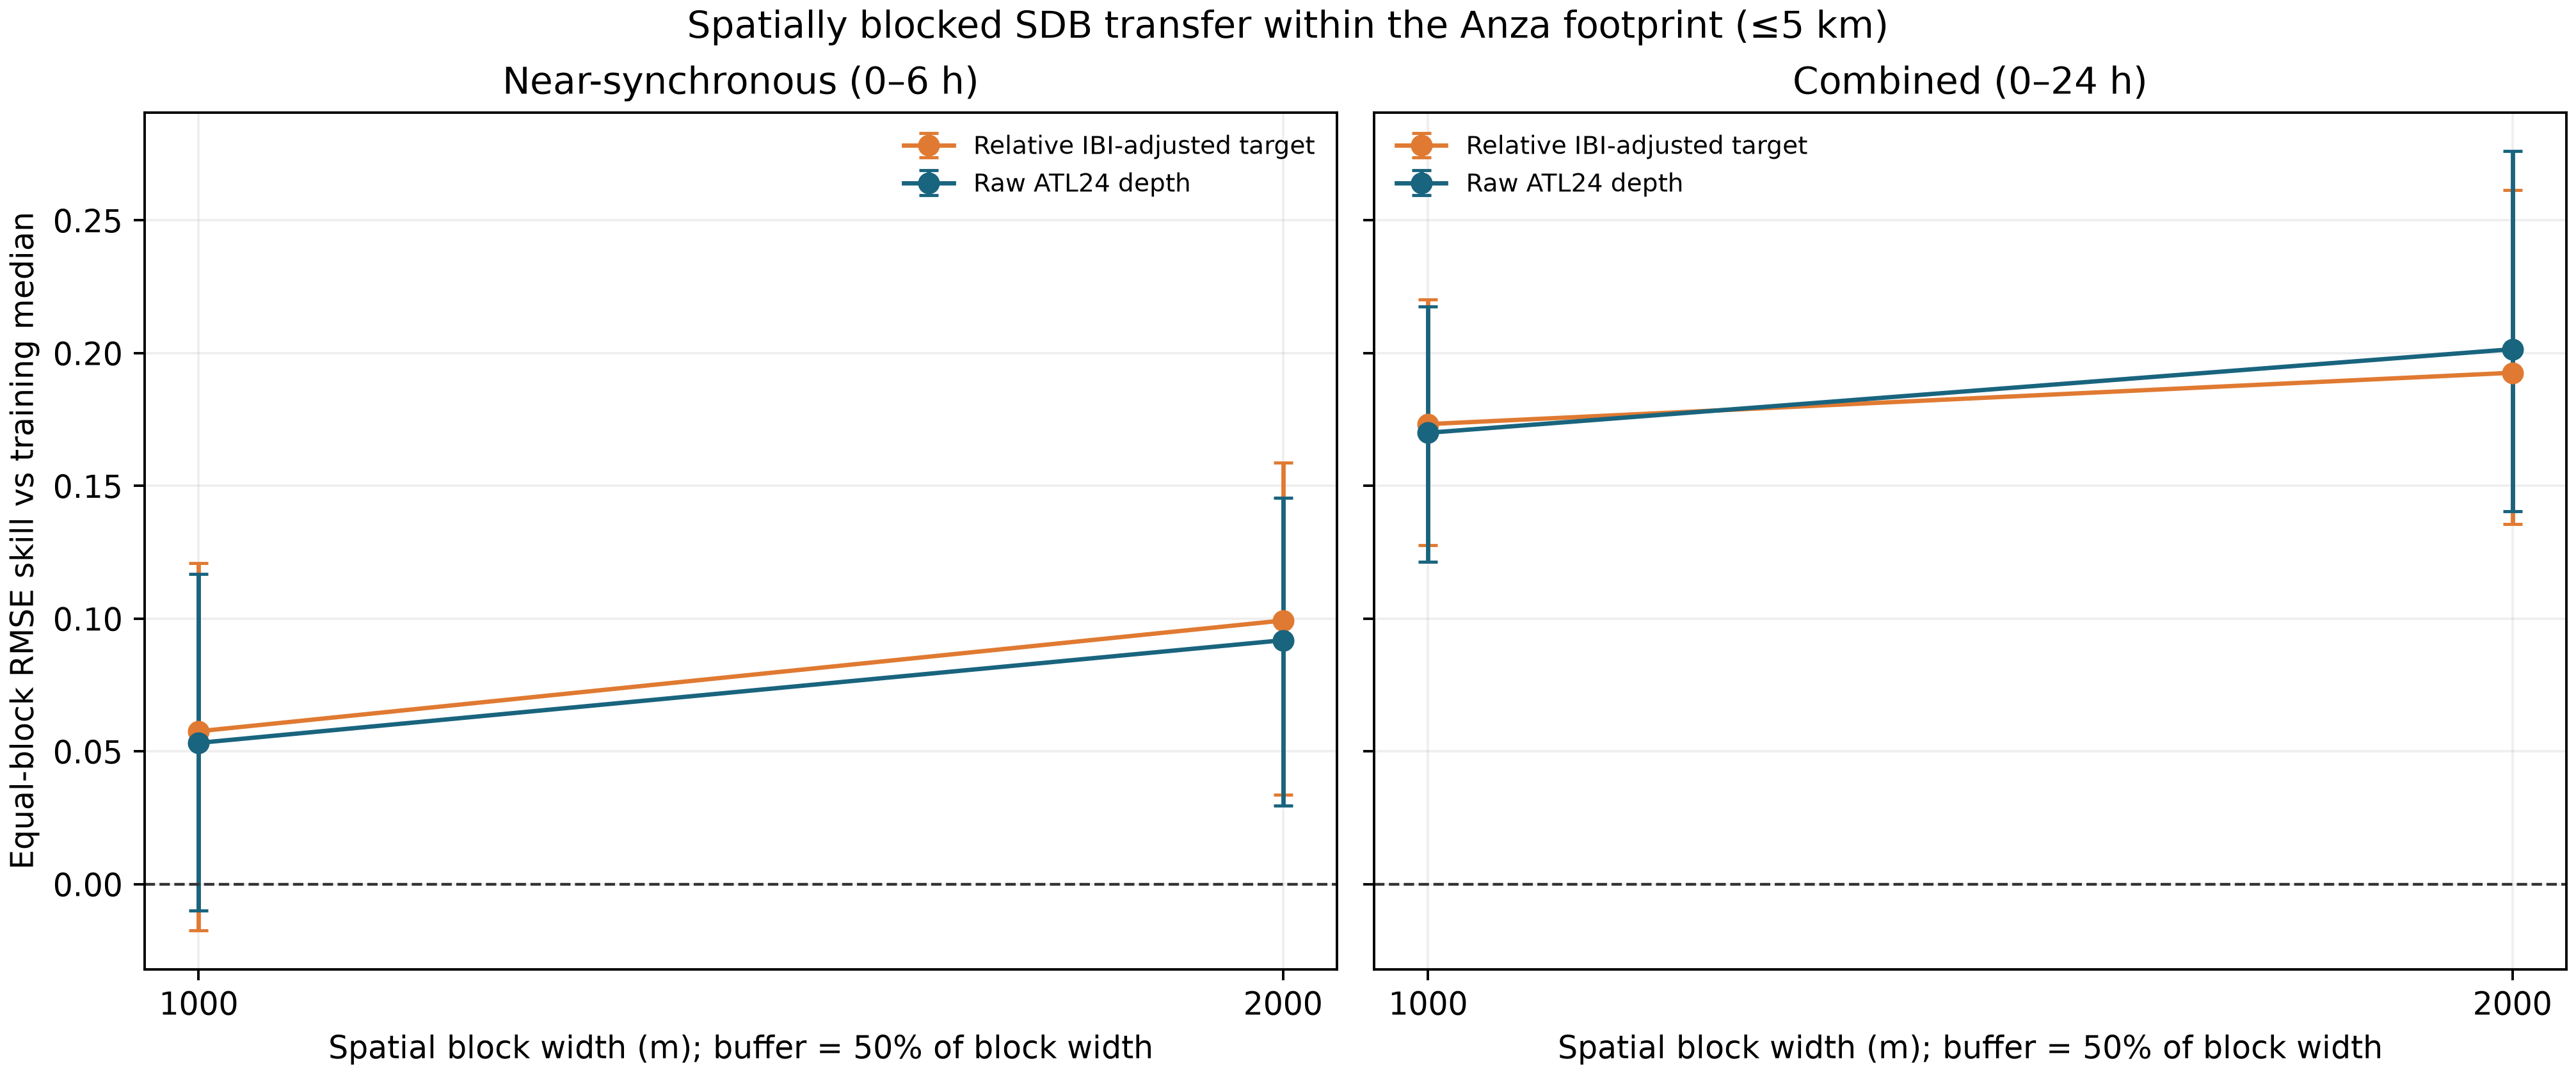 Spatially blocked SDB transfer within the Anza footprint (≤5 km)
Near-synchronous (0–6 h)
Relative IBI-adjusted target
Raw ATL24 depth
Equal-block RMSE skill vs training median
0.25
0.20
0.15
0.10
0.05
0.00
1000
2000
Spatial block width (m); buffer = 50% of block width
Combined (0–24 h)
Relative IBI-adjusted target
Raw ATL24 depth
1000
2000
Spatial block width (m); buffer = 50% of block width